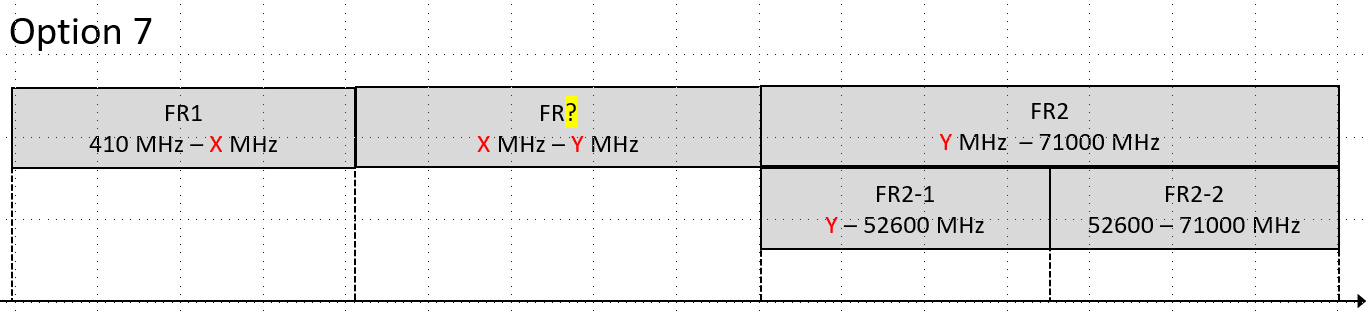 Option 7
FR1
410 MHz – X MHz
FR?
X MHz – Y MHz
FR2
Y MHz – 71000 MHz
FR2-1
Y – 52600 MHz
FR2-2
52600 – 71000 MHz